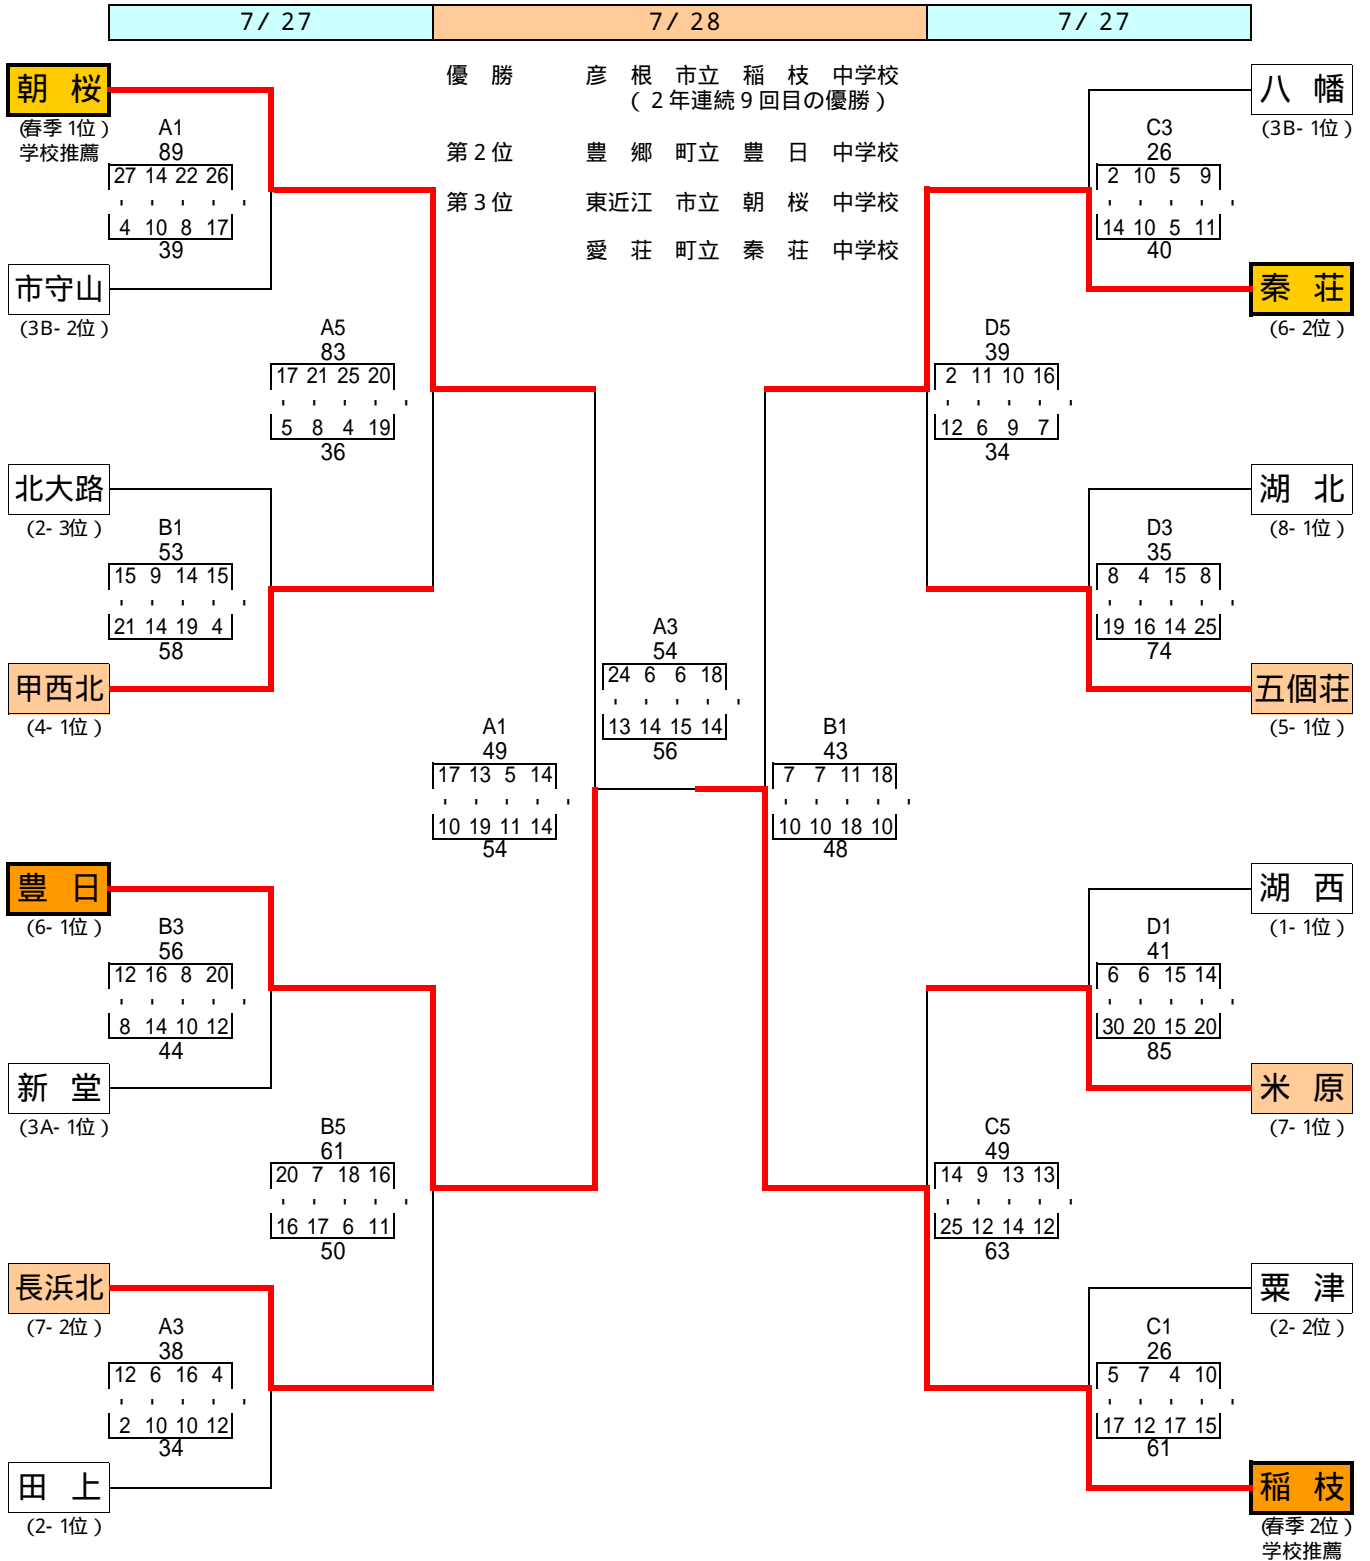 7/27 7/28 7/27
優 勝 彦 根 市立 稲 枝 中学校
(2年連続9回目の優勝)
第2位 豊 郷 町立 豊 日 中学校
第3位 東近江 市立 朝 桜 中学校
愛 荘 町立 秦 荘 中学校
朝 桜
(春季1位)
学校推薦
A1
89
27 14 22 26
4 10 8 17
39
市守山
(3B-2位)
A5
83
17 21 25 20
5 8 4 19
36
北大路
(2-3位)
B1
53
15 9 14 15
21 14 19 4
58
甲西北
(4-1位)
A1
49
17 13 5 14
10 19 11 14
54
豊 日
(6-1位)
B3
56
12 16 8 20
8 14 10 12
44
新 堂
(3A-1位)
B5
61
20 7 18 16
16 17 6 11
50
長浜北
(7-2位)
A3
38
12 6 16 4
2 10 10 12
34
田 上
(2-1位)
A3
54
24 6 6 18
13 14 15 14
56
八 幡
(3B-1位)
C3
26
2 10 5 9
14 10 5 11
40
秦 荘
(6-2位)
D5
39
2 11 10 16
12 6 9 7
34
湖 北
(8-1位)
D3
35
8 4 15 8
19 16 14 25
74
五個荘
(5-1位)
B1
43
7 7 11 18
10 10 18 10
48
湖 西
(1-1位)
D1
41
6 6 15 14
30 20 15 20
85
米 原
(7-1位)
C5
49
14 9 13 13
25 12 14 12
63
粟 津
(2-2位)
C1
26
5 7 4 10
17 12 17 15
61
稲 枝
(春季2位)
学校推薦